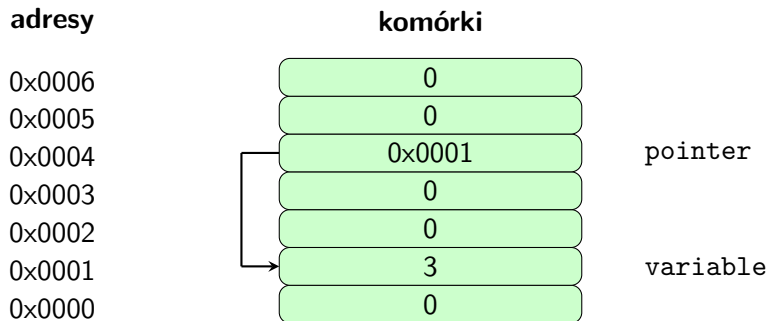 adresy komórki
0x0006 0
0x0005 0
0x0004 0x0001 pointer
0x0003 0
0x0002 0
0x0001 3 variable
0x0000 0